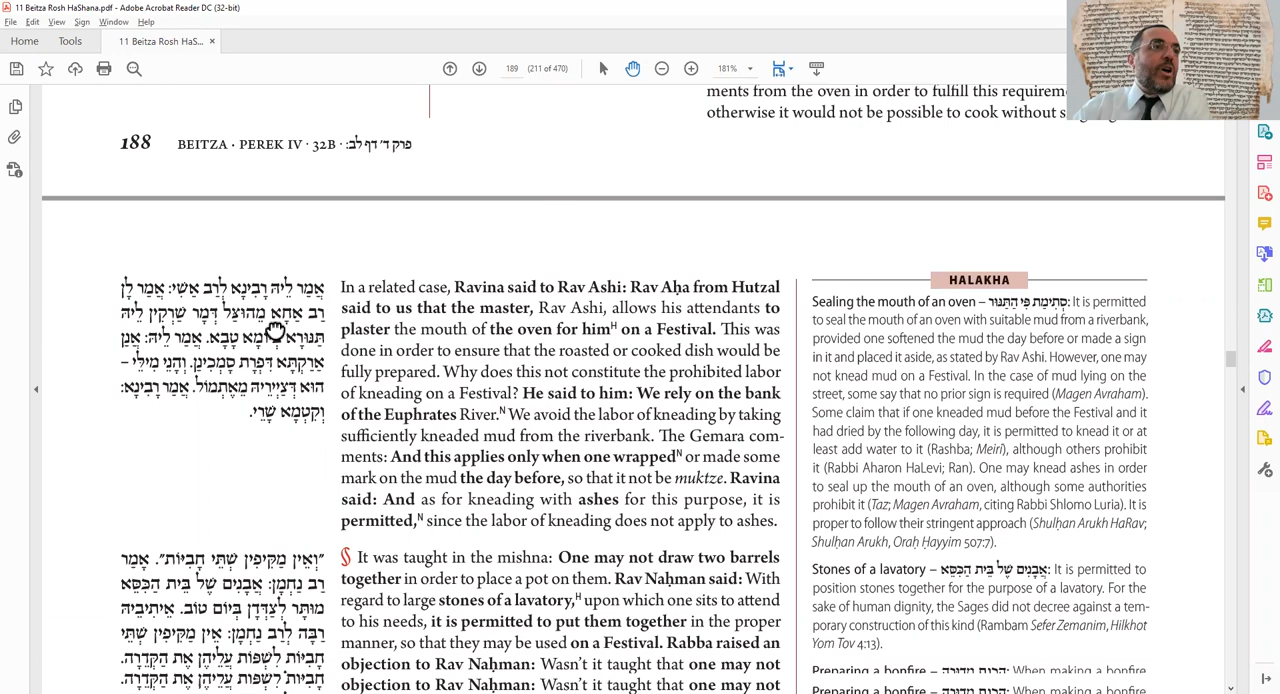 11 Beitza Rosh HaShana.pdf - Adobe Acrobat Reader DC (32-bit)
File Edit View Sign Window Help
Home Tools 11 Beitza Rosh HaS... ×
189 (211 of 470) 181%
ments from the oven in order to fulfill this require
otherwise it would not be possible to cook without
188 BEITZA · PEREK IV · 32B · פרק ד׳ דף לב:
אֲמַר לֵיהּ רָבִינָא לְרַב אָשֵׁי: אֲמַר לַן
רַב אַחָא מֵהוּצַל דְּמָר שָׁרְקִין לֵיהּ
תַּנּוּרָא טָבָא. אֲמַר לֵיהּ: אֲנַן
אַרַקְתָּא דִּפְרָת סָמְכִינַן. וְהָנֵי מִילֵּי –
הוּא דְּצַיְירֵיהּ מֵאֶתְמוֹל. אָמַר רָבִינָא:
וְקִטְמָא שָׁרֵי.
In a related case, Ravina said to Rav Ashi: Rav Aḥa from Hutzal
said to us that the master, Rav Ashi, allows his attendants to
plaster the mouth of the oven for himᴴ on a Festival. This was
done in order to ensure that the roasted or cooked dish would be
fully prepared. Why does this not constitute the prohibited labor
of kneading on a Festival? He said to him: We rely on the bank
of the Euphrates River.ᴺ We avoid the labor of kneading by taking
sufficiently kneaded mud from the riverbank. The Gemara com-
ments: And this applies only when one wrappedᴺ or made some
mark on the mud the day before, so that it not be muktze. Ravina
said: And as for kneading with ashes for this purpose, it is
permitted,ᴺ since the labor of kneading does not apply to ashes.
״וְאֵין מַקִּיפִין שְׁתֵּי חָבִיּוֹת״. אָמַר
רַב נַחְמָן: אֲבָנִים שֶׁל בֵּית הַכִּסֵּא
מוּתָּר לְצַדְּדָן בְּיוֹם טוֹב. אֵיתִיבֵיהּ
רַבָּה לְרַב נַחְמָן: אֵין מַקִּיפִין שְׁתֵּי
חָבִיּוֹת לִשְׁפּוֹת עֲלֵיהֶן אֶת הַקְּדֵרָה.
It was taught in the mishna: One may not draw two barrels
together in order to place a pot on them. Rav Naḥman said: With
regard to large stones of a lavatory,ᴴ upon which one sits to attend
to his needs, it is permitted to put them together in the proper
manner, so that they may be used on a Festival. Rabba raised an
objection to Rav Naḥman: Wasn't it taught that one may not
HALAKHA
Sealing the mouth of an oven – סְתִימַת פִּי הַתַּנּוּר: It is permitted
to seal the mouth of an oven with suitable mud from a riverbank,
provided one softened the mud the day before or made a sign
in it and placed it aside, as stated by Rav Ashi. However, one may
not knead mud on a Festival. In the case of mud lying on the
street, some say that no prior sign is required (Magen Avraham).
Some claim that if one kneaded mud before the Festival and it
had dried by the following day, it is permitted to knead it or at
least add water to it (Rashba; Meiri), although others prohibit
it (Rabbi Aharon HaLevi; Ran). One may knead ashes in order
to seal up the mouth of an oven, although some authorities
prohibit it (Taz; Magen Avraham, citing Rabbi Shlomo Luria). It is
proper to follow their stringent approach (Shulḥan Arukh HaRav;
Shulḥan Arukh, Oraḥ Ḥayyim 507:7).
Stones of a lavatory – אֲבָנִים שֶׁל בֵּית הַכִּסֵּא: It is permitted to
position stones together for the purpose of a lavatory. For the
sake of human dignity, the Sages did not decree against a tem-
porary construction of this kind (Rambam Sefer Zemanim, Hilkhot
Yom Tov 4:13).
When making a bonfire